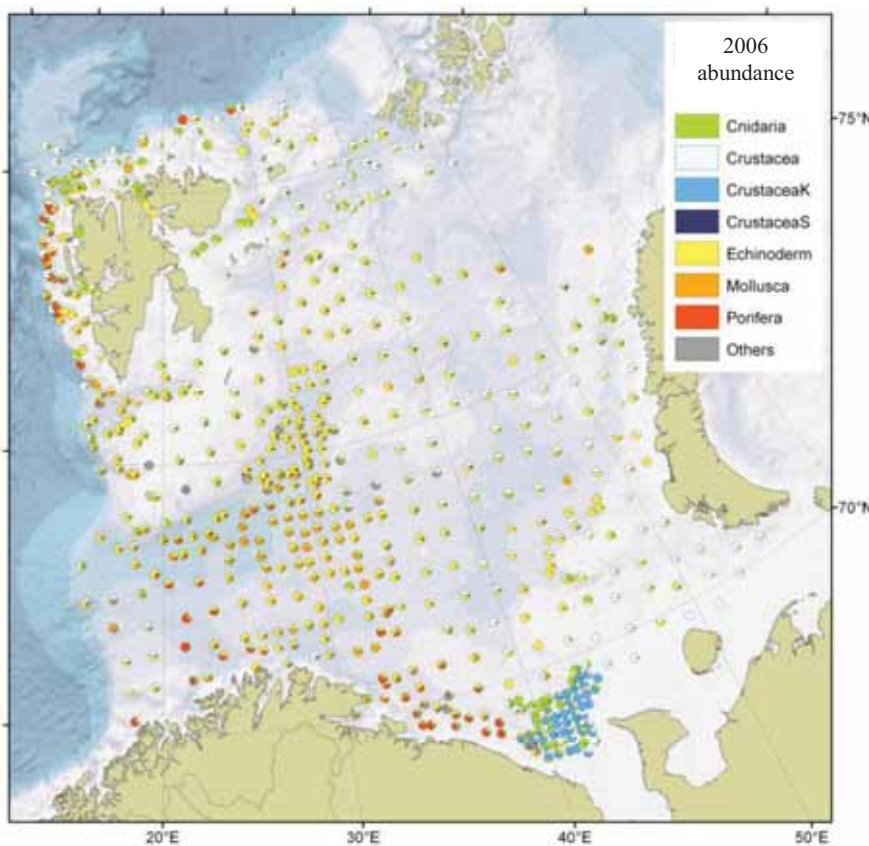 2006
abundance
Cnidaria
Crustacea
CrustaceaK
CrustaceaS
Echinoderm
Mollusca
Porifera
Others
75°N
70°N
20°E
30°E
40°E
50°E